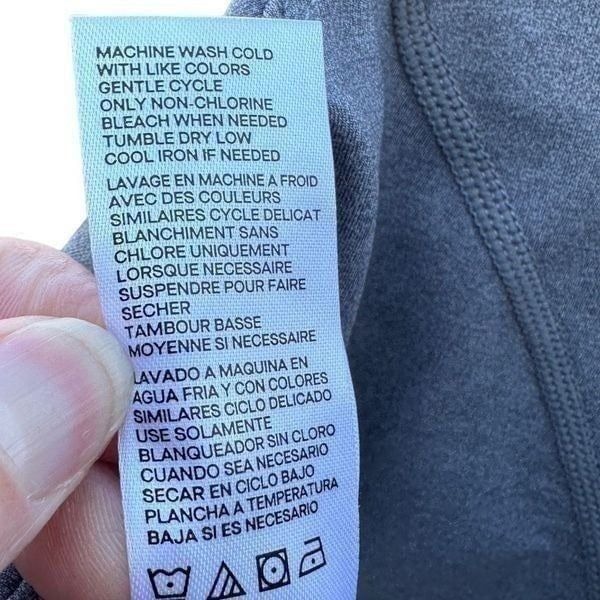 MACHINE WASH COLD
WITH LIKE COLORS
GENTLE CYCLE
ONLY NON-CHLORINE
BLEACH WHEN NEEDED
TUMBLE DRY LOW
COOL IRON IF NEEDED
LAVAGE EN MACHINE A FROID
AVEC DES COULEURS
SIMILAIRES CYCLE DELICAT
BLANCHIMENT SANS
CHLORE UNIQUEMENT
LORSQUE NECESSAIRE
SUSPENDRE POUR FAIRE
SECHER
TAMBOUR BASSE
MOYENNE SI NECESSAIRE
LAVADO A MAQUINA EN
AGUA FRIA Y CON COLORES
SIMILARES CICLO DELICADO
USE SOLAMENTE
BLANQUEADOR SIN CLORO
CUANDO SEA NECESARIO
SECAR EN CICLO BAJO
PLANCHA A TEMPERATURA
BAJA SI ES NECESARIO